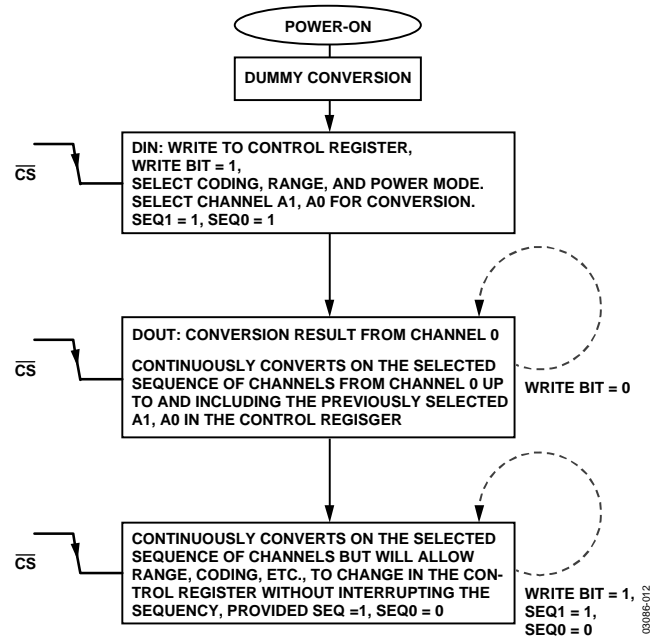 POWER-ON
DUMMY CONVERSION
CS
DIN: WRITE TO CONTROL REGISTER,
WRITE BIT = 1,
SELECT CODING, RANGE, AND POWER MODE.
SELECT CHANNEL A1, A0 FOR CONVERSION.
SEQ1 = 1, SEQ0 = 1
CS
DOUT: CONVERSION RESULT FROM CHANNEL 0
CONTINUOUSLY CONVERTS ON THE SELECTED
SEQUENCE OF CHANNELS FROM CHANNEL 0 UP
TO AND INCLUDING THE PREVIOUSLY SELECTED
A1, A0 IN THE CONTROL REGISGER
WRITE BIT = 0
CS
CONTINUOUSLY CONVERTS ON THE SELECTED
SEQUENCE OF CHANNELS BUT WILL ALLOW
RANGE, CODING, ETC., TO CHANGE IN THE CON-
TROL REGISTER WITHOUT INTERRUPTING THE
SEQUENCY, PROVIDED SEQ =1, SEQ0 = 0
WRITE BIT = 1,
SEQ1 = 1,
SEQ0 = 0
03086-012